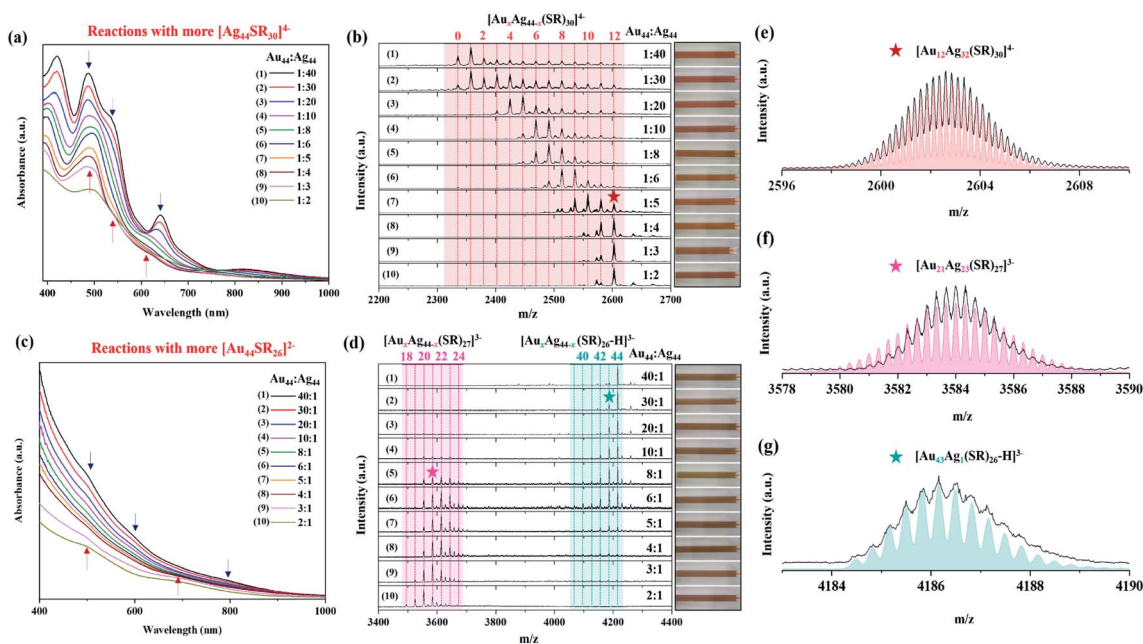 (a)
Reactions with more [Ag44SR30]4-
Absorbance (a.u.)
Au44:Ag44
(1) 1:40
(2) 1:30
(3) 1:20
(4) 1:10
(5) 1:8
(6) 1:6
(7) 1:5
(8) 1:4
(9) 1:3
(10) 1:2
400 500 600 700 800 900 1000
Wavelength (nm)
(b)
[AuxAg44-x(SR)30]4-
0 2 4 6 8 10 12
Au44:Ag44
Intensity (a.u.)
(1) 1:40
(2) 1:30
(3) 1:20
(4) 1:10
(5) 1:8
(6) 1:6
(7) 1:5
(8) 1:4
(9) 1:3
(10) 1:2
2200 2300 2400 2500 2600 2700
m/z
(c)
Reactions with more [Au44SR26]2-
Absorbance (a.u.)
Au44:Ag44
(1) 40:1
(2) 30:1
(3) 20:1
(4) 10:1
(5) 8:1
(6) 6:1
(7) 5:1
(8) 4:1
(9) 3:1
(10) 2:1
400 500 600 700 800 900 1000
Wavelength (nm)
(d)
[AuxAg44-x(SR)27]3-
[AuxAg44-x(SR)26-H]3-
18 20 22 24
40 42 44
Au44:Ag44
Intensity (a.u.)
(1) 40:1
(2) 30:1
(3) 20:1
(4) 10:1
(5) 8:1
(6) 6:1
(7) 5:1
(8) 4:1
(9) 3:1
(10) 2:1
3400 3600 3800 4000 4200 4400
m/z
(e)
[Au12Ag32(SR)30]4-
Intensity (a.u.)
2596 2600 2604 2608
m/z
(f)
[Au21Ag23(SR)27]3-
Intensity (a.u.)
3578 3580 3582 3584 3586 3588 3590
m/z
(g)
[Au43Ag1(SR)26-H]3-
Intensity (a.u.)
4184 4186 4188 4190
m/z